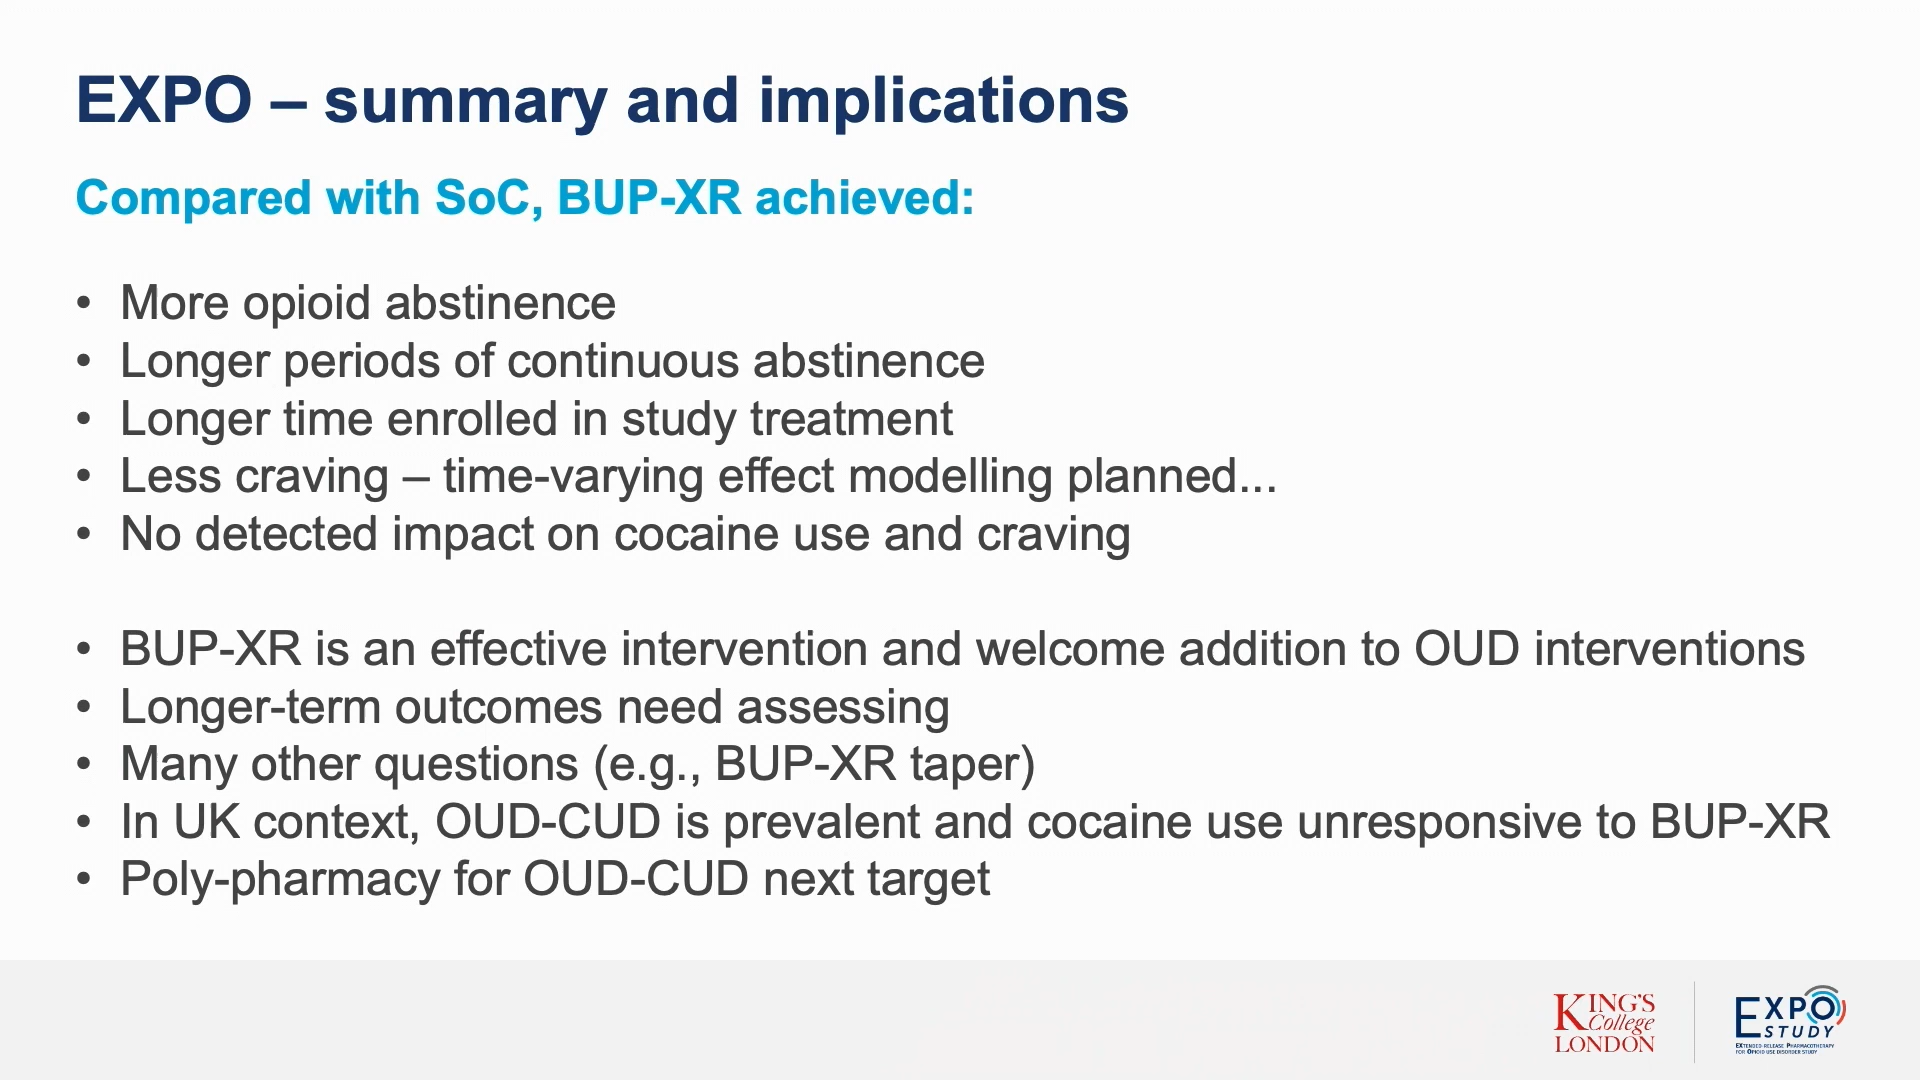 EXPO – summary and implications
Compared with SoC, BUP-XR achieved:
• More opioid abstinence
• Longer periods of continuous abstinence
• Longer time enrolled in study treatment
• Less craving – time-varying effect modelling planned...
• No detected impact on cocaine use and craving
• BUP-XR is an effective intervention and welcome addition to OUD interventions
• Longer-term outcomes need assessing
• Many other questions (e.g., BUP-XR taper)
• In UK context, OUD-CUD is prevalent and cocaine use unresponsive to BUP-XR
• Poly-pharmacy for OUD-CUD next target
KING'S
College
LONDON
EXPO
STUDY
EXTENDED-RELEASE PHARMACOTHERAPY
FOR OPIOID USE DISORDER STUDY